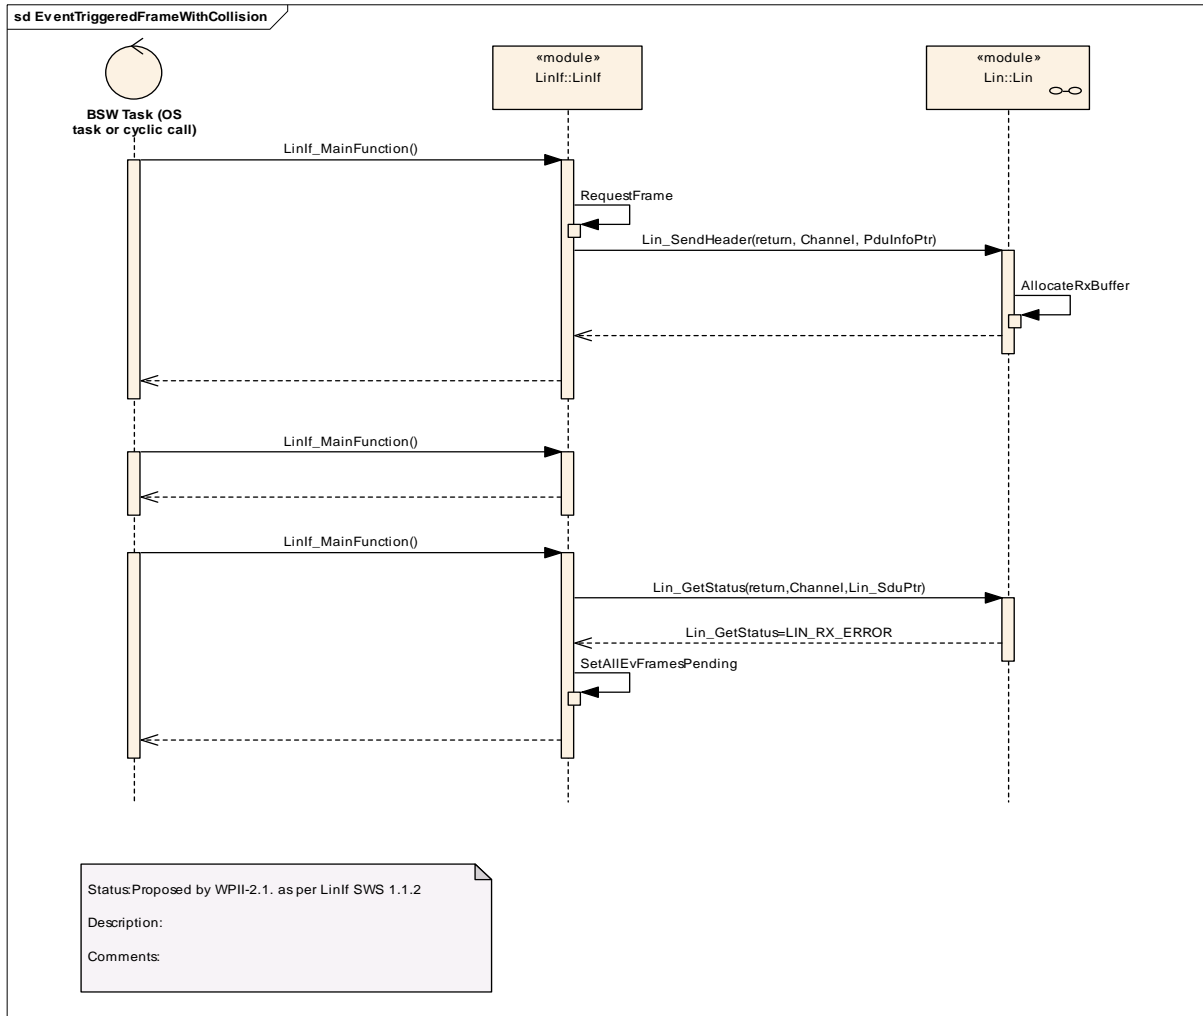 sd EventTriggeredFrameWithCollision
«module»
LinIf::LinIf
«module»
Lin::Lin
BSW Task (OS
task or cyclic call)
LinIf_MainFunction()
RequestFrame
Lin_SendHeader(return, Channel, PduInfoPtr)
AllocateRxBuffer
LinIf_MainFunction()
LinIf_MainFunction()
Lin_GetStatus(return,Channel,Lin_SduPtr)
Lin_GetStatus=LIN_RX_ERROR
SetAllEvFramesPending
Status:Proposed by WPII-2.1. as per LinIf SWS 1.1.2
Description:
Comments: